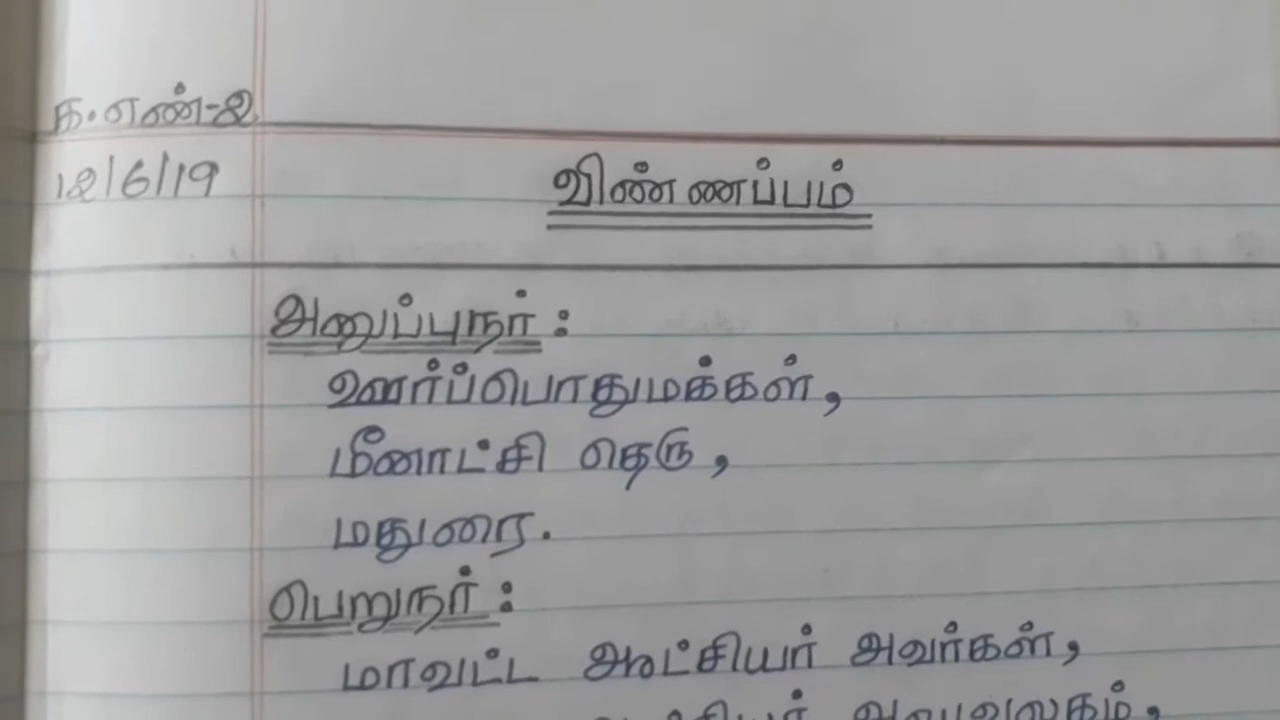 க.எண்-2
12/6/19
விண்ணப்பம்
அனுப்புநர் :
ஊர்ப்பொதுமக்கள்,
மீனாட்சி தெரு,
மதுரை.
பெறுநர் :
மாவட்ட ஆட்சியர் அவர்கள்,